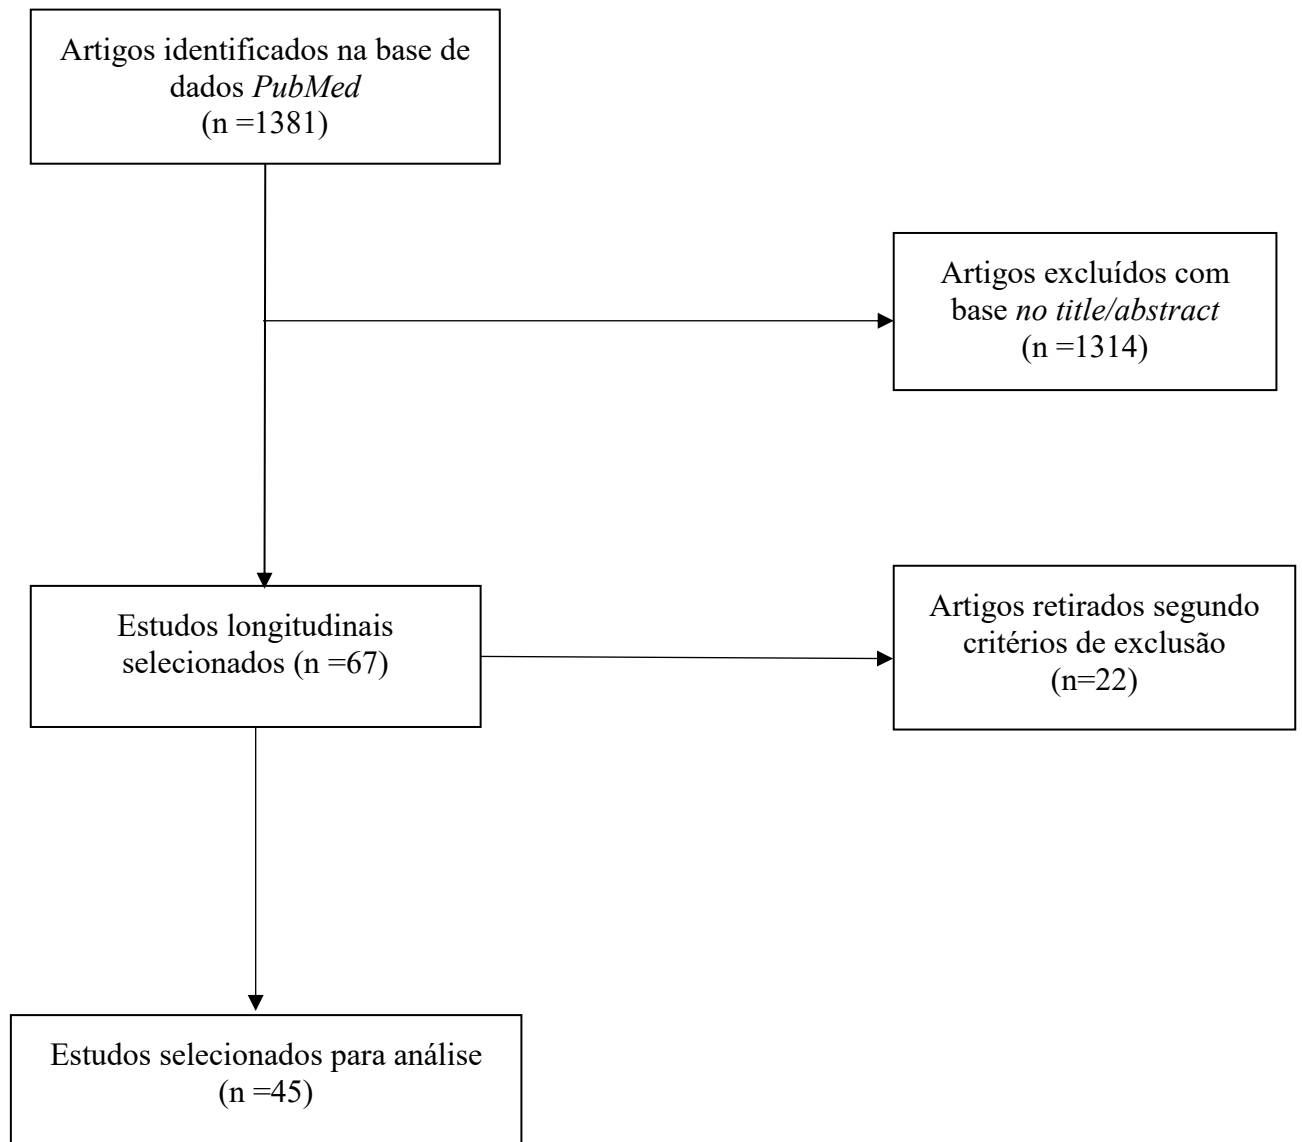 Artigos identificados na base de
dados PubMed
(n =1381)
Artigos excluídos com
base no title/abstract
(n =1314)
Estudos longitudinais
selecionados (n =67)
Artigos retirados segundo
critérios de exclusão
(n=22)
Estudos selecionados para análise
(n =45)